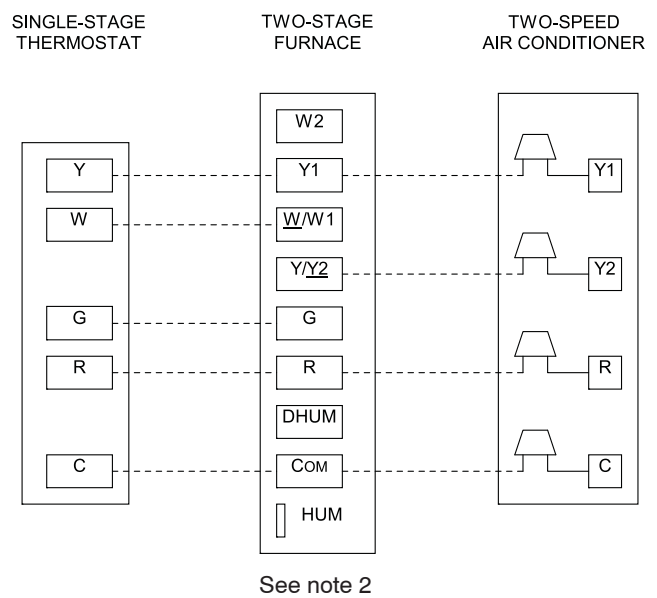 SINGLE-STAGE
THERMOSTAT
TWO-STAGE
FURNACE
TWO-SPEED
AIR CONDITIONER
W2
Y
Y1
Y1
W
W/W1
Y/Y2
Y2
G
G
R
R
R
DHUM
C
COM
C
HUM
See note 2